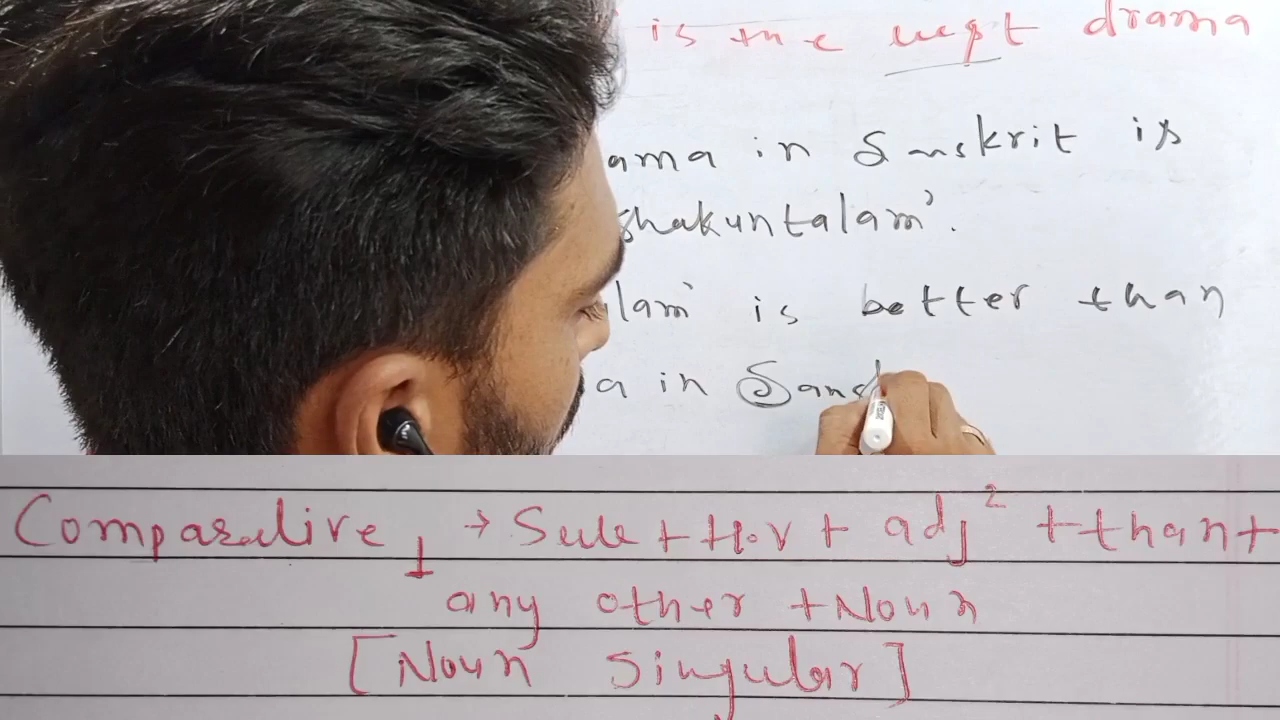 is the best drama
ama in Sanskrit is
shakuntalam'.
lam' is better than
a in Sansk
Comparative 1 → Sub + H.v + adj² + than +
any other + Noun
[Noun Singular]